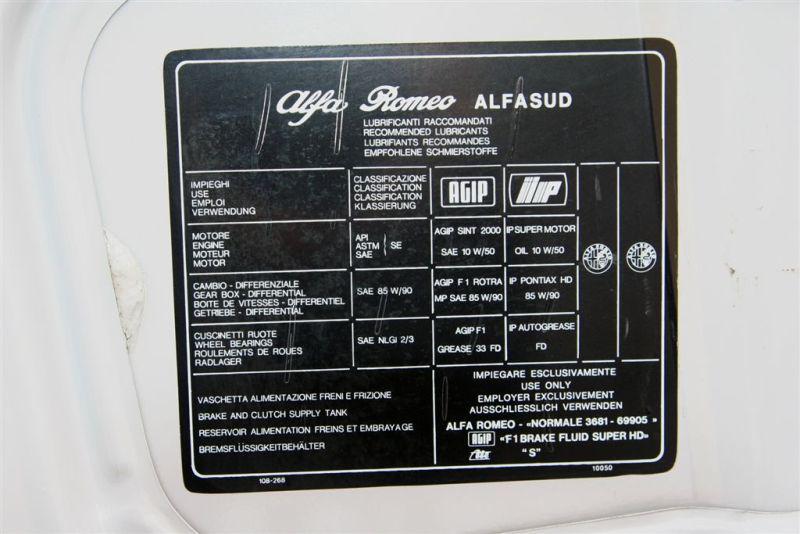 Alfa Romeo ALFASUD
LUBRIFICANTI RACCOMANDATI
RECOMMENDED LUBRICANTS
LUBRIFIANTS RECOMMANDES
EMPFOHLENE SCHMIERSTOFFE
IMPIEGHI
USE
EMPLOI
VERWENDUNG
CLASSIFICAZIONE
CLASSIFICATION
CLASSIFICATION
KLASSIERUNG
AGIP
IP
MOTORE
ENGINE
MOTEUR
MOTOR
API
ASTM SE
SAE
AGIP SINT 2000
SAE 10 W/50
IP SUPER MOTOR
OIL 10 W/50
ALFA-ROMEO
ALFA-ROMEO
CAMBIO - DIFFERENZIALE
GEAR BOX - DIFFERENTIAL
BOITE DE VITESSES - DIFFERENTIEL
GETRIEBE - DIFFERENTIAL
SAE 85 W/90
AGIP F1 ROTRA
MP SAE 85 W/90
IP PONTIAX HD
85 W/90
CUSCINETTI RUOTE
WHEEL BEARINGS
ROULEMENTS DE ROUES
RADLAGER
SAE NLGI 2/3
AGIP F1
GREASE 33 FD
IP AUTOGREASE
FD
VASCHETTA ALIMENTAZIONE FRENI E FRIZIONE
BRAKE AND CLUTCH SUPPLY TANK
RESERVOIR ALIMENTATION FREINS ET EMBRAYAGE
BREMSFLÜSSIGKEITBEHÄLTER
IMPIEGARE ESCLUSIVAMENTE
USE ONLY
EMPLOYER EXCLUSIVEMENT
AUSSCHLIESSLICH VERWENDEN
ALFA ROMEO - «NORMALE 3681 - 69905»
AGIP «F1 BRAKE FLUID SUPER HD»
Ate "S"
108-268
10050